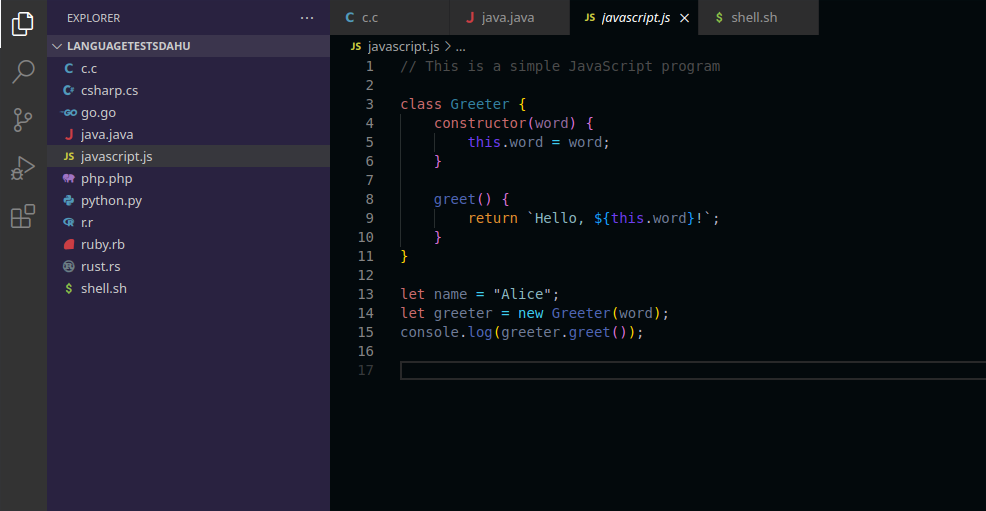 EXPLORER
LANGUAGETESTSDAHU
C c.c
csharp.cs
GO go.go
J java.java
JS javascript.js
php.php
python.py
R r.r
ruby.rb
rust.rs
$ shell.sh
C c.c
J java.java
JS javascript.js
$ shell.sh
JS javascript.js > ...
1 // This is a simple JavaScript program
2
3 class Greeter {
4     constructor(word) {
5         this.word = word;
6     }
7
8     greet() {
9         return `Hello, ${this.word}!`;
10     }
11 }
12
13 let name = "Alice";
14 let greeter = new Greeter(word);
15 console.log(greeter.greet());
16
17